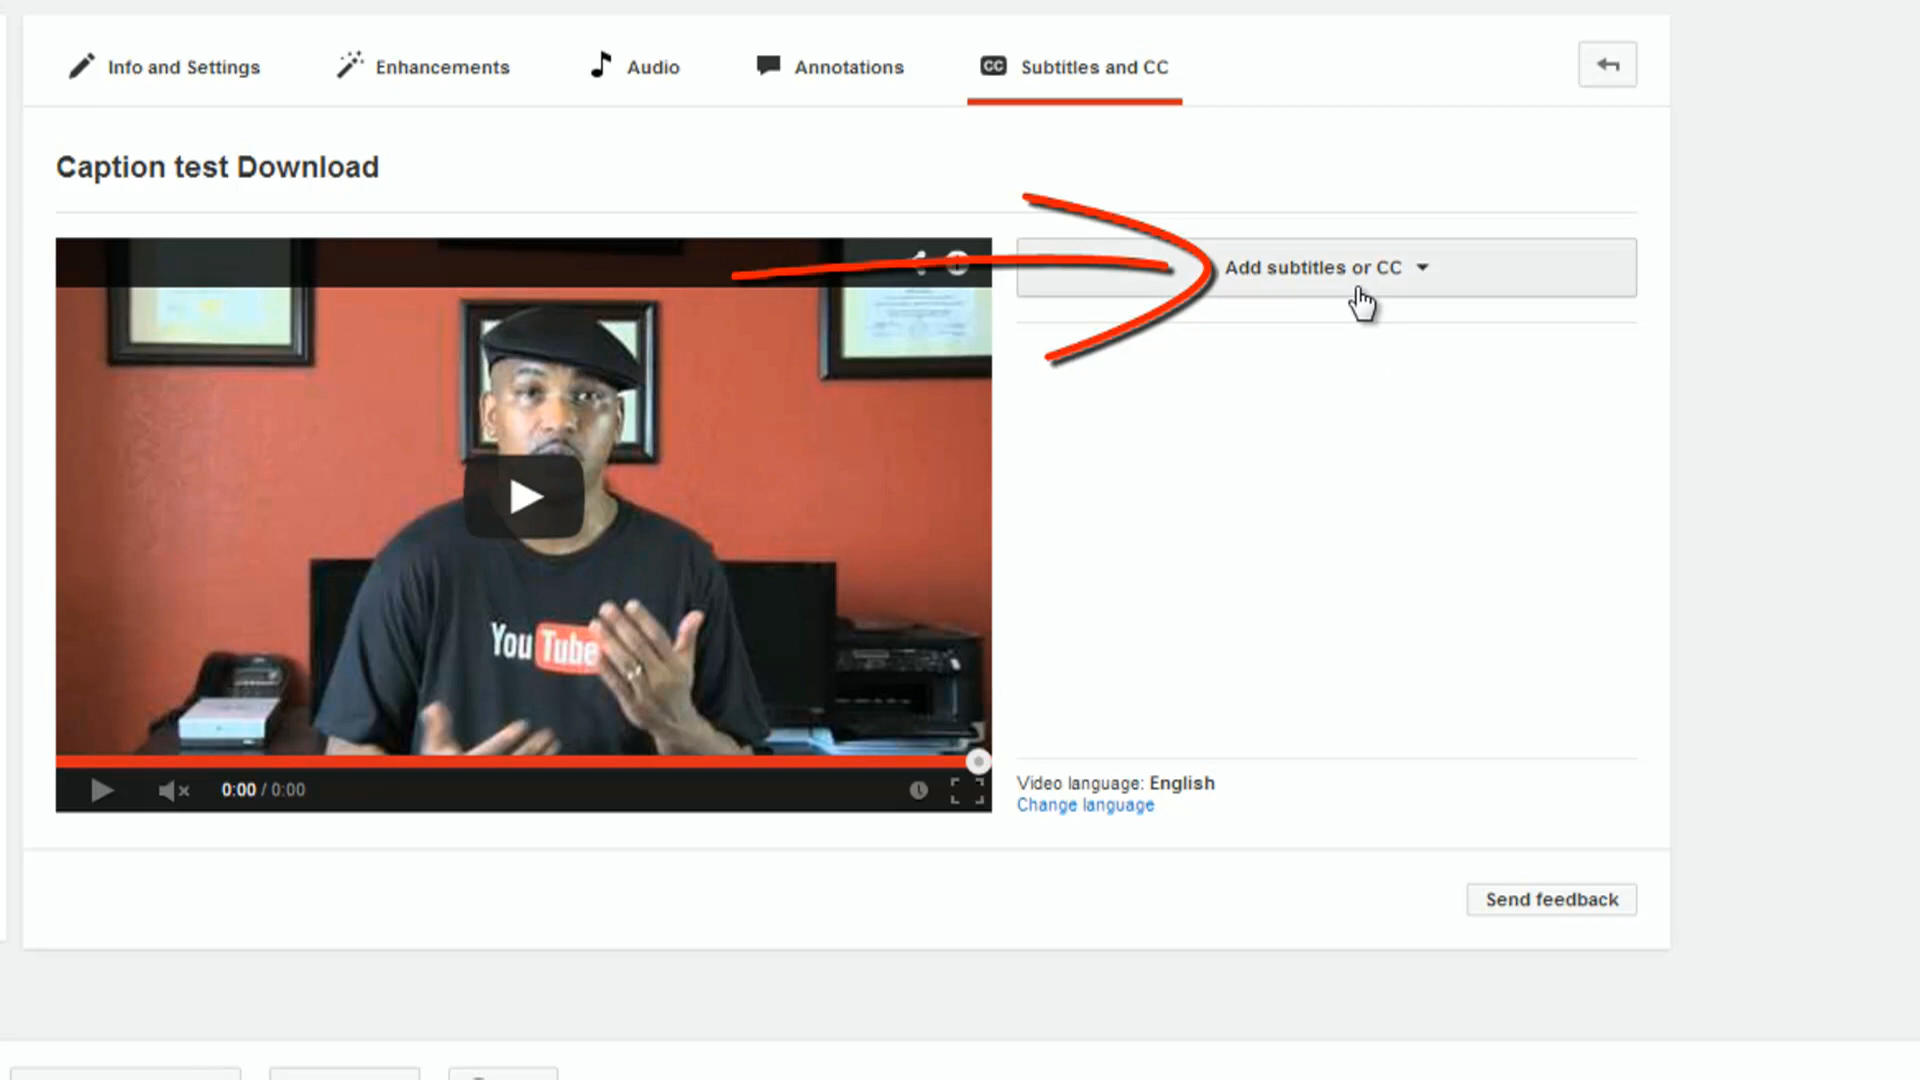 Info and Settings
Enhancements
Audio
Annotations
CC Subtitles and CC
Caption test Download
Add subtitles or CC
You Tube
0:00 / 0:00
Video language: English
Change language
Send feedback